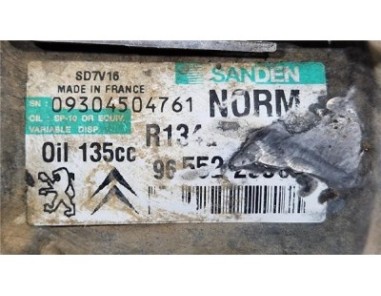 SD7V16
MADE IN FRANCE
SANDEN
SN: 09304504761
NORM
OIL SP-10 OR EQUIV.
VARIABLE DISP.
Oil 135cc